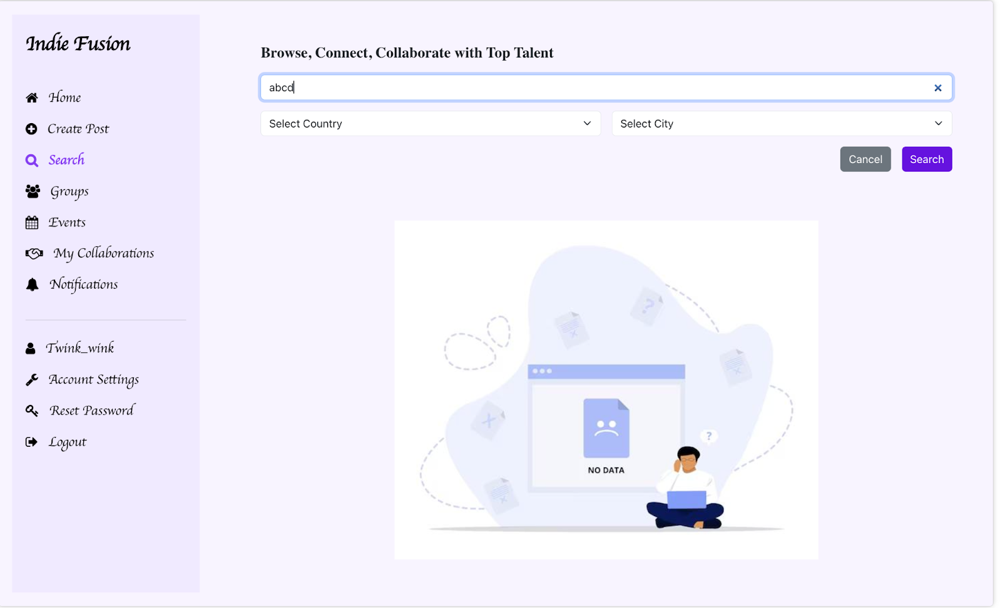 Indie Fusion
Home
Create Post
Search
Groups
Events
My Collaborations
Notifications
Twink_wink
Account Settings
Reset Password
Logout
Browse, Connect, Collaborate with Top Talent
abcd
Select Country
Select City
Cancel
Search
?
NO DATA
?